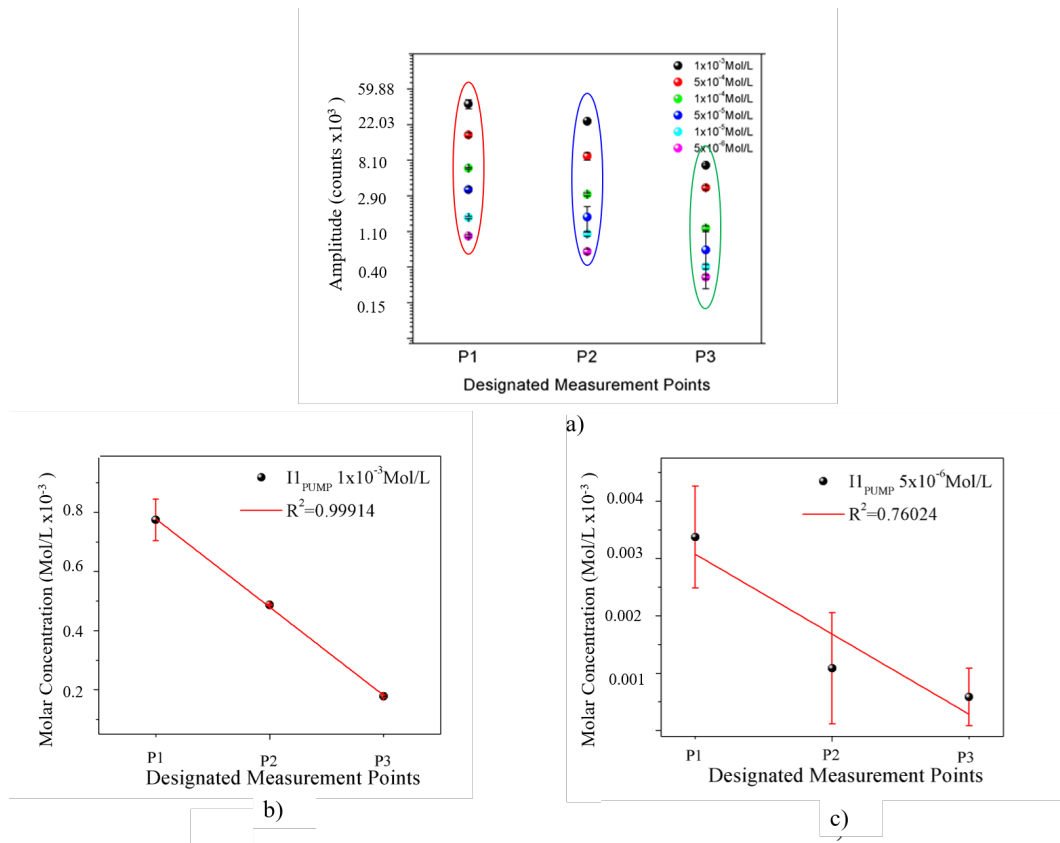 1x10⁻³Mol/L
5x10⁻⁴Mol/L
1x10⁻⁴Mol/L
5x10⁻⁵Mol/L
1x10⁻⁵Mol/L
5x10⁻⁶Mol/L
Amplitude (counts x10³ )
59.88
22.03
8.10
2.90
1.10
0.40
0.15
P1 P2 P3
Designated Measurement Points
a)
I1PUMP 1x10⁻³Mol/L
R²=0.99914
Molar Concentration (Mol/L x10⁻³ )
0.8
0.6
0.4
0.2
P1 P2 P3
Designated Measurement Points
b)
I1PUMP 5x10⁻⁶Mol/L
R²=0.76024
Molar Concentration (Mol/L x10⁻³ )
0.004
0.003
0.002
0.001
P1 P2 P3
Designated Measurement Points
c)